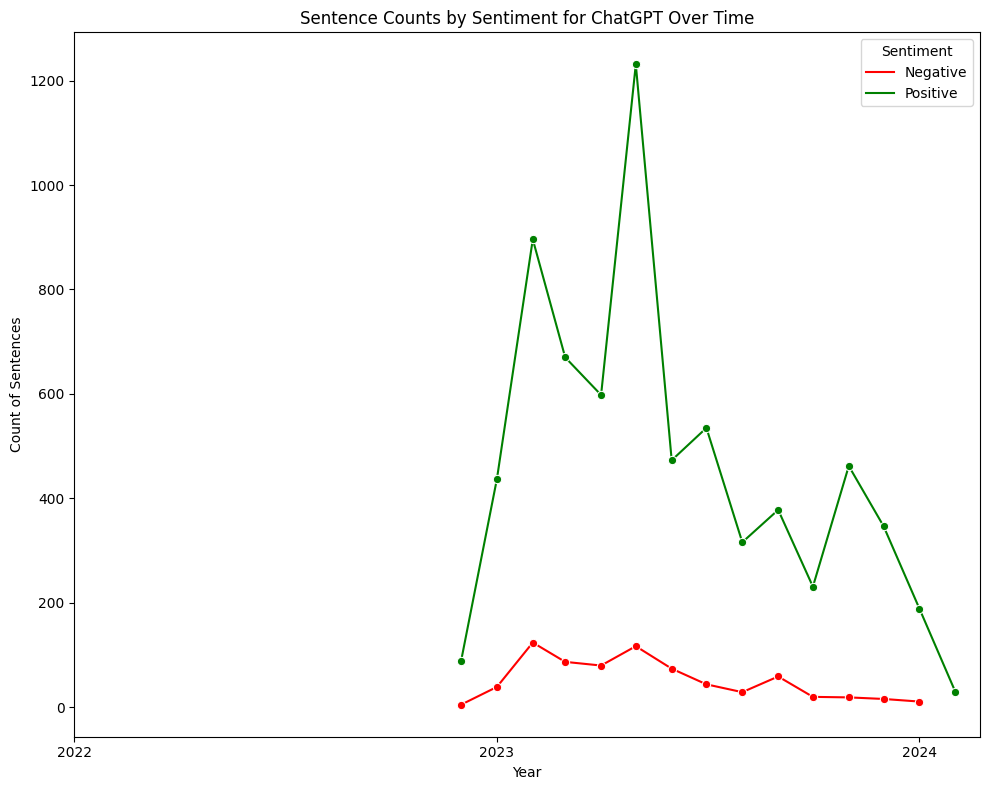 Sentence Counts by Sentiment for ChatGPT Over Time
Sentiment
Negative
Positive
1200
1000
800
600
400
200
0
Count of Sentences
2022
2023
2024
Year